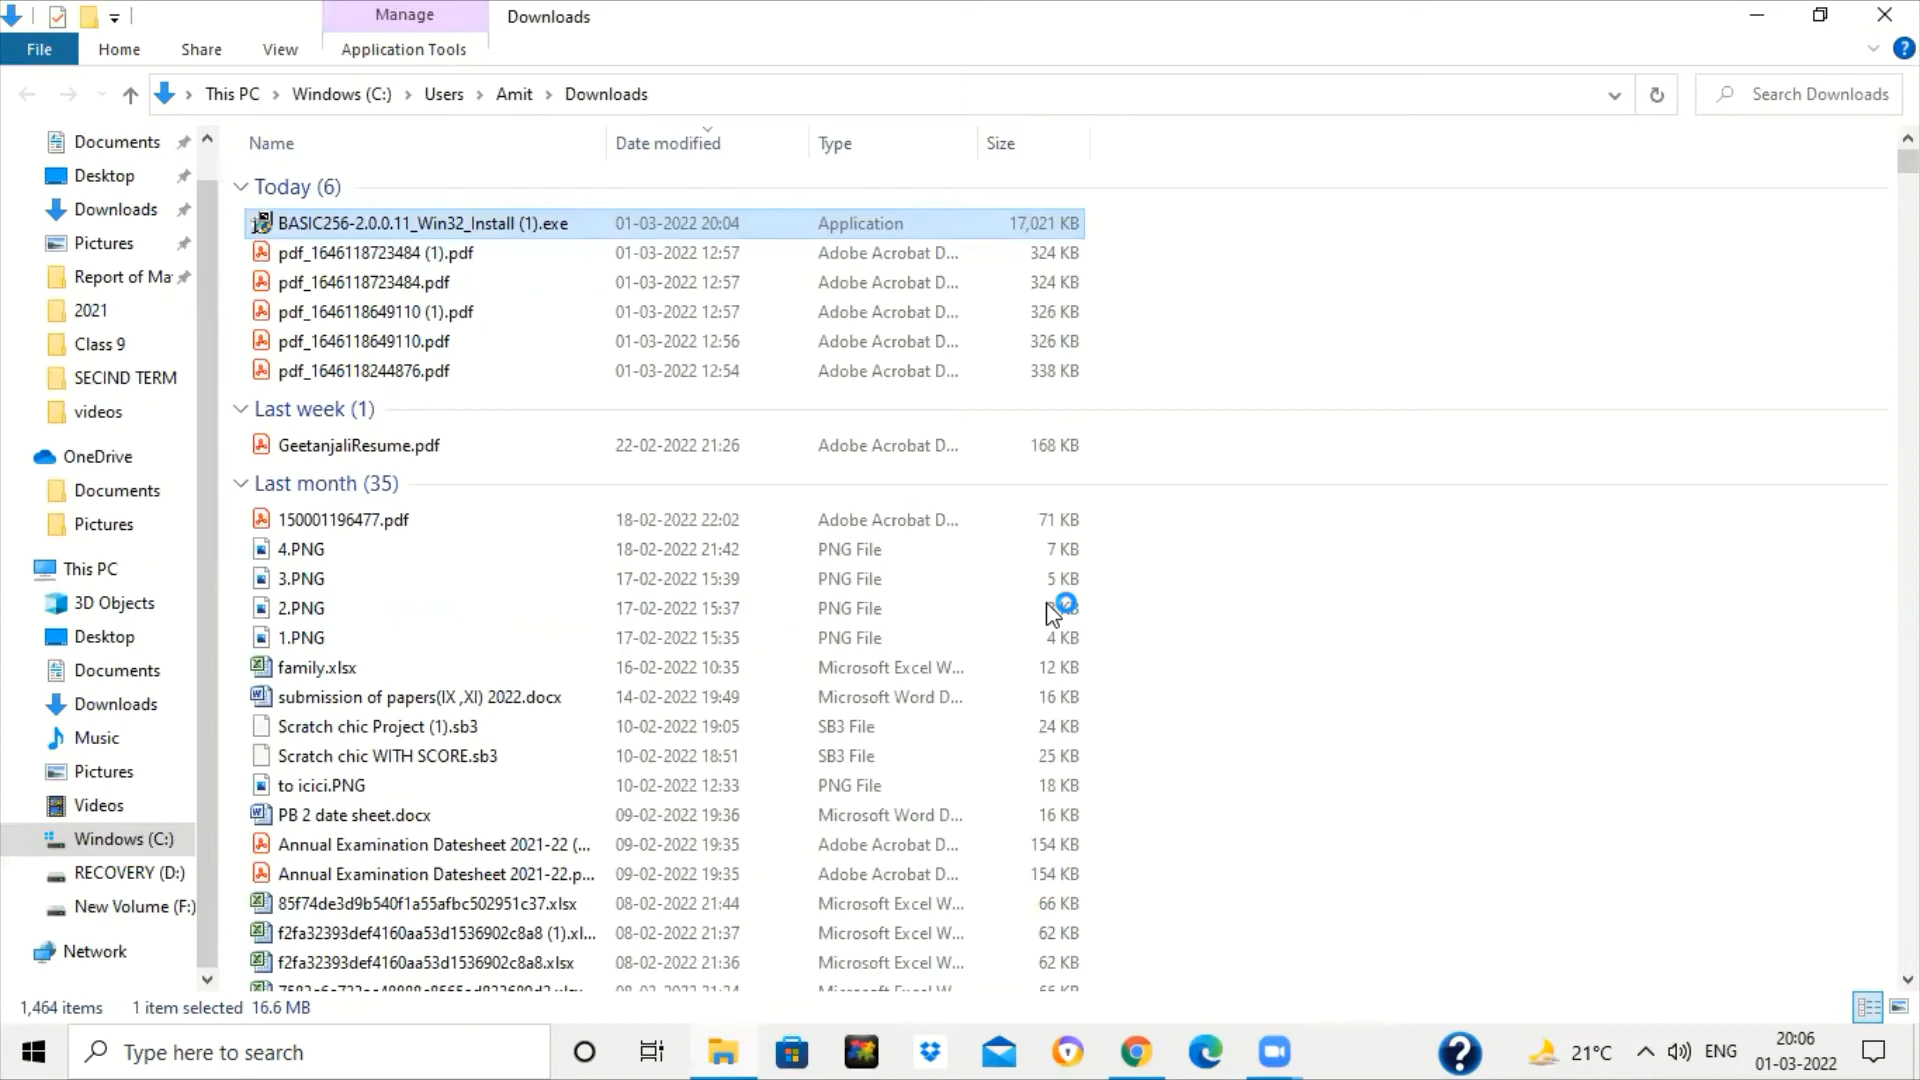 Manage
Downloads
File
Home
Share
View
Application Tools
This PC
Windows (C:)
Users
Amit
Downloads
Search Downloads
Documents
Desktop
Downloads
Pictures
Report of Ma
2021
Class 9
SECIND TERM
videos
OneDrive
Documents
Pictures
This PC
3D Objects
Desktop
Documents
Downloads
Music
Pictures
Videos
Windows (C:)
RECOVERY (D:)
New Volume (F:)
Network
Name Date modified Type Size
Today (6)
BASIC256-2.0.0.11_Win32_Install (1).exe 01-03-2022 20:04 Application 17,021 KB
pdf_1646118723484 (1).pdf 01-03-2022 12:57 Adobe Acrobat D... 324 KB
pdf_1646118723484.pdf 01-03-2022 12:57 Adobe Acrobat D... 324 KB
pdf_1646118649110 (1).pdf 01-03-2022 12:57 Adobe Acrobat D... 326 KB
pdf_1646118649110.pdf 01-03-2022 12:56 Adobe Acrobat D... 326 KB
pdf_1646118244876.pdf 01-03-2022 12:54 Adobe Acrobat D... 338 KB
Last week (1)
GeetanjaliResume.pdf 22-02-2022 21:26 Adobe Acrobat D... 168 KB
Last month (35)
150001196477.pdf 18-02-2022 22:02 Adobe Acrobat D... 71 KB
4.PNG 18-02-2022 21:42 PNG File 7 KB
3.PNG 17-02-2022 15:39 PNG File 5 KB
2.PNG 17-02-2022 15:37 PNG File
1.PNG 17-02-2022 15:35 PNG File 4 KB
family.xlsx 16-02-2022 10:35 Microsoft Excel W... 12 KB
submission of papers(IX ,XI) 2022.docx 14-02-2022 19:49 Microsoft Word D... 16 KB
Scratch chic Project (1).sb3 10-02-2022 19:05 SB3 File 24 KB
Scratch chic WITH SCORE.sb3 10-02-2022 18:51 SB3 File 25 KB
to icici.PNG 10-02-2022 12:33 PNG File 18 KB
PB 2 date sheet.docx 09-02-2022 19:36 Microsoft Word D... 16 KB
Annual Examination Datesheet 2021-22 (... 09-02-2022 19:35 Adobe Acrobat D... 154 KB
Annual Examination Datesheet 2021-22.p... 09-02-2022 19:35 Adobe Acrobat D... 154 KB
85f74de3d9b540f1a55afbc502951c37.xlsx 08-02-2022 21:44 Microsoft Excel W... 66 KB
f2fa32393def4160aa53d1536902c8a8 (1).xl... 08-02-2022 21:37 Microsoft Excel W... 62 KB
f2fa32393def4160aa53d1536902c8a8.xlsx 08-02-2022 21:36 Microsoft Excel W... 62 KB
1,464 items 1 item selected 16.6 MB
Type here to search
21°C
ENG
20:06
01-03-2022